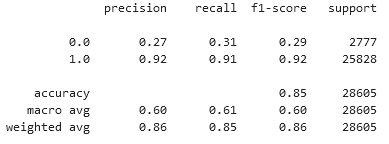 precision recall f1-score support
0.0 0.27 0.31 0.29 2777
1.0 0.92 0.91 0.92 25828
accuracy 0.85 28605
macro avg 0.60 0.61 0.60 28605
weighted avg 0.86 0.85 0.86 28605